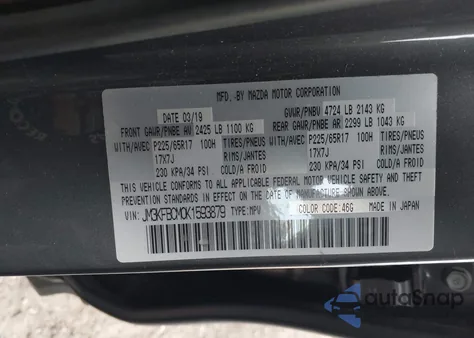 MFD. BY MAZDA MOTOR CORPORATION
DATE 03/19 GVWR/PNBV 4724 LB 2143 KG
FRONT GAWR/PNBE AV 2425 LB 1100 KG REAR GAWR/PNBE AR 2299 LB 1043 KG
WITH/AVEC P225/65R17 100H TIRES/PNEUS WITH/AVEC P225/65R17 100H TIRES/PNEUS
17X7J RIMS/JANTES 17X7J RIMS/JANTES
230 KPA/34 PSI COLD/A FROID 230 KPA/34 PSI COLD/A FROID
THIS VEHICLE CONFORMS TO ALL APPLICABLE FEDERAL MOTOR VEHICLE SAFETY, BUMPER, AND THEFT
PREVENTION STANDARDS IN EFFECT ON THE DATE OF MANUFACTURE SHOWN ABOVE.
VIN: JM3KFBCM0K1593879 TYPE: MPV COLOR CODE: 46G MADE IN JAPAN
autoSnap